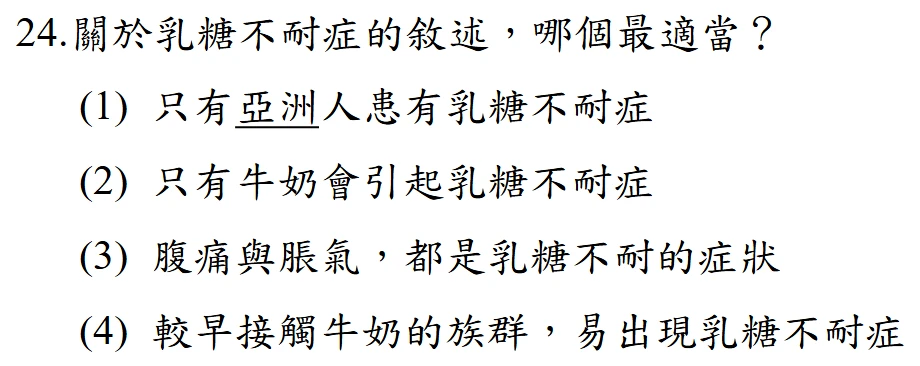 24.關於乳糖不耐症的敘述，哪個最適當？
(1) 只有亞洲人患有乳糖不耐症
(2) 只有牛奶會引起乳糖不耐症
(3) 腹痛與脹氣，都是乳糖不耐的症狀
(4) 較早接觸牛奶的族群，易出現乳糖不耐症